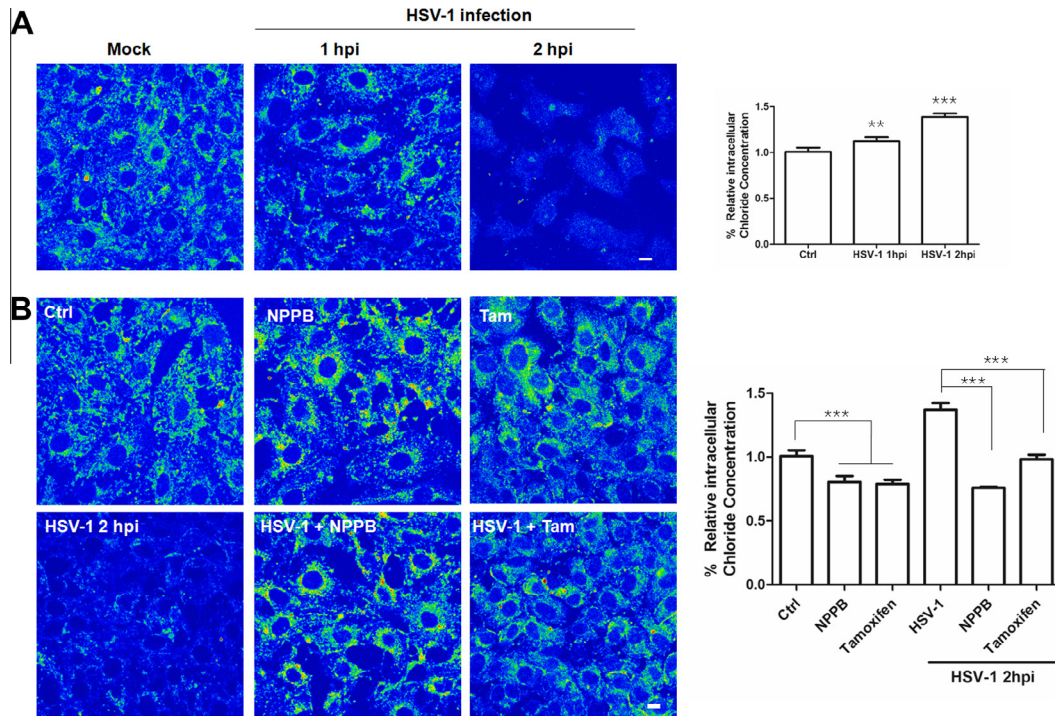 A
HSV-1 infection
Mock
1 hpi
2 hpi
% Relative intracellular
Chloride Concentration
1.5
1.0
0.5
0.0
**
***
Ctrl
HSV-1 1hpi
HSV-1 2hpi
B
Ctrl
NPPB
Tam
HSV-1 2 hpi
HSV-1 + NPPB
HSV-1 + Tam
% Relative intracellular
Chloride Concentration
1.5
1.0
0.5
0.0
***
***
***
Ctrl
NPPB
Tamoxifen
HSV-1
NPPB
Tamoxifen
HSV-1 2hpi